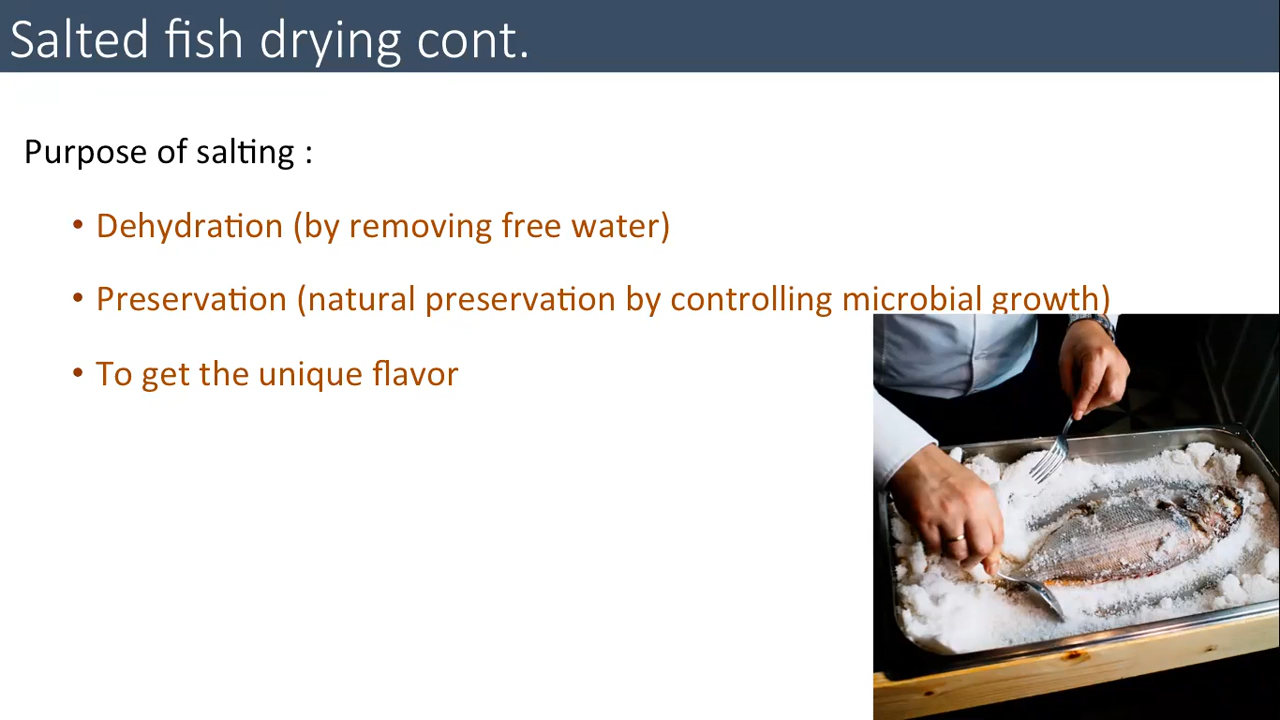 Salted fish drying cont.
Purpose of salting :
• Dehydration (by removing free water)
• Preservation (natural preservation by controlling microbial growth)
• To get the unique flavor